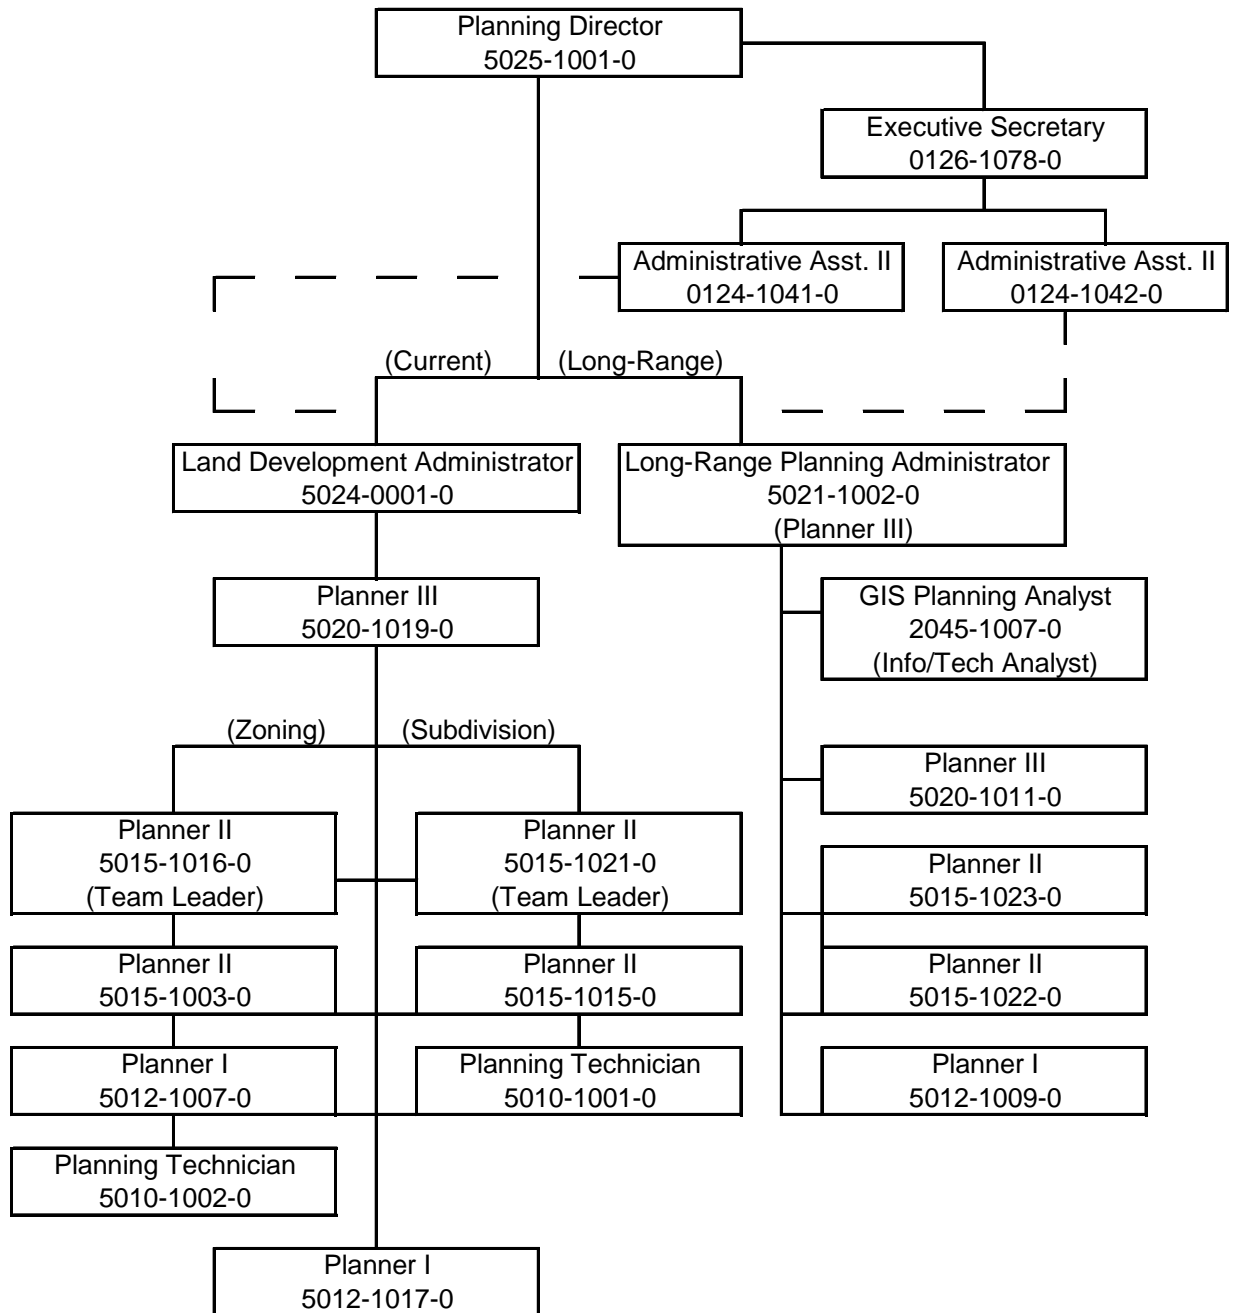 Planning Director
5025-1001-0
Executive Secretary
0126-1078-0
Administrative Asst. II
0124-1041-0
Administrative Asst. II
0124-1042-0
(Current)
(Long-Range)
Land Development Administrator
5024-0001-0
Long-Range Planning Administrator
5021-1002-0
(Planner III)
Planner III
5020-1019-0
GIS Planning Analyst
2045-1007-0
(Info/Tech Analyst)
(Zoning)
(Subdivision)
Planner III
5020-1011-0
Planner II
5015-1016-0
(Team Leader)
Planner II
5015-1021-0
(Team Leader)
Planner II
5015-1023-0
Planner II
5015-1003-0
Planner II
5015-1015-0
Planner II
5015-1022-0
Planner I
5012-1007-0
Planning Technician
5010-1001-0
Planner I
5012-1009-0
Planning Technician
5010-1002-0
Planner I
5012-1017-0